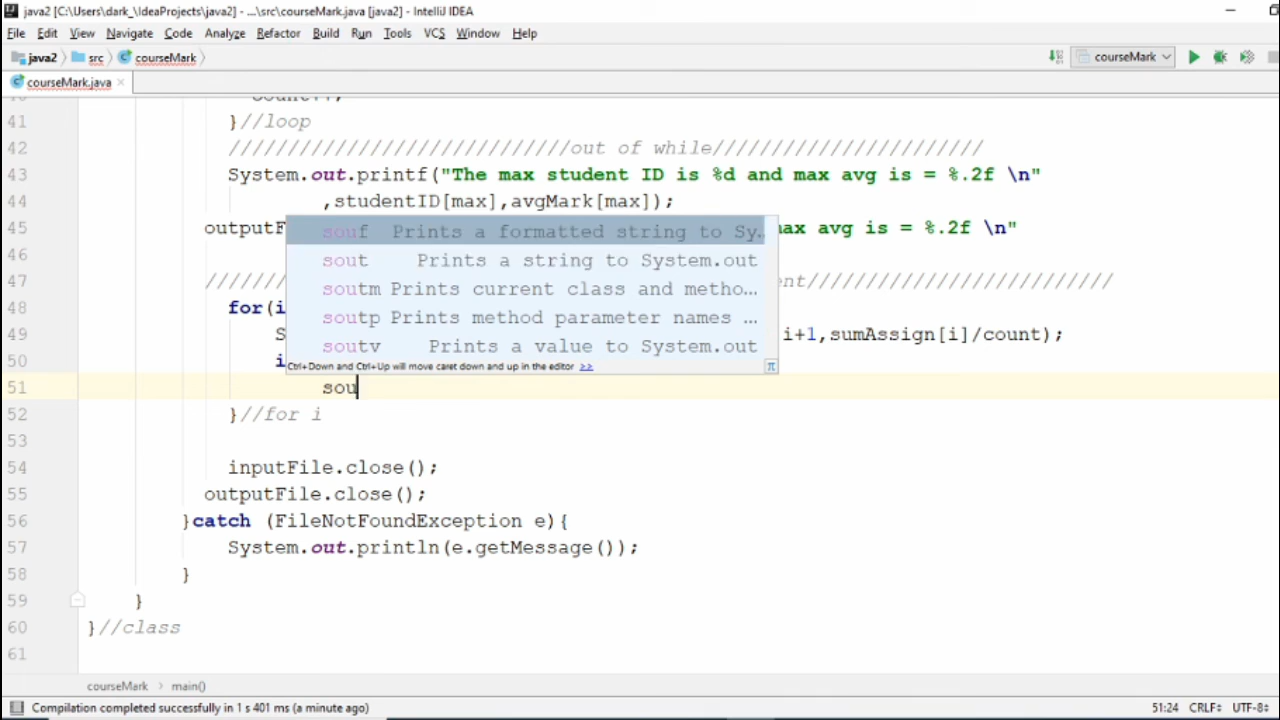 java2 [C:\Users\dark_\IdeaProjects\java2] - ...\src\courseMark.java [java2] - IntelliJ IDEA
File Edit View Navigate Code Analyze Refactor Build Run Tools VCS Window Help
java2 src courseMark courseMark
courseMark.java
41 }//loop
42 /////////////////////////////out of while///////////////////////
43 System.out.printf("The max student ID is %d and max avg is = %.2f \n"
44 ,studentID[max],avgMark[max]);
45 outputF max avg is = %.2f \n"
46
47 /////// nt//////////////////////////
48 for(i
49 S i+1,sumAssign[i]/count);
50 i
51 sou
souf Prints a formatted string to Sy…
sout Prints a string to System.out
soutm Prints current class and metho…
soutp Prints method parameter names …
soutv Prints a value to System.out
Ctrl+Down and Ctrl+Up will move caret down and up in the editor >> π
52 }//for i
53
54 inputFile.close();
55 outputFile.close();
56 }catch (FileNotFoundException e){
57 System.out.println(e.getMessage());
58 }
59 }
60 }//class
61
courseMark main()
Compilation completed successfully in 1 s 401 ms (a minute ago) 51:24 CRLF UTF-8